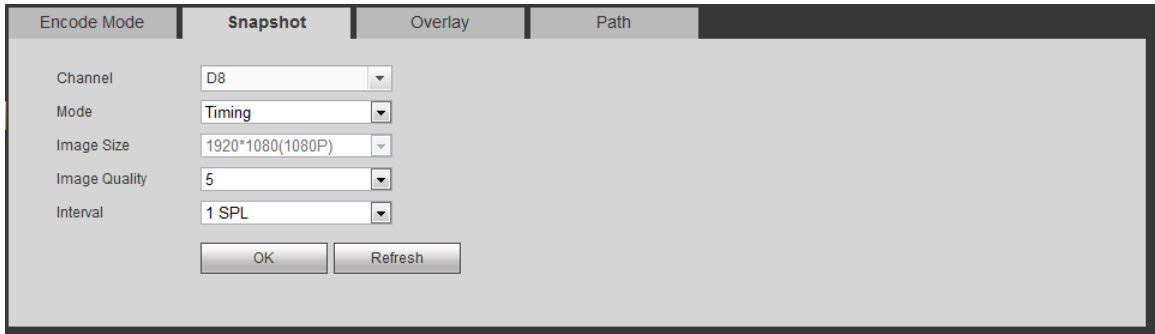 Encode Mode Snapshot Overlay Path
Channel D8
Mode Timing
Image Size 1920*1080(1080P)
Image Quality 5
Interval 1 SPL
OK Refresh